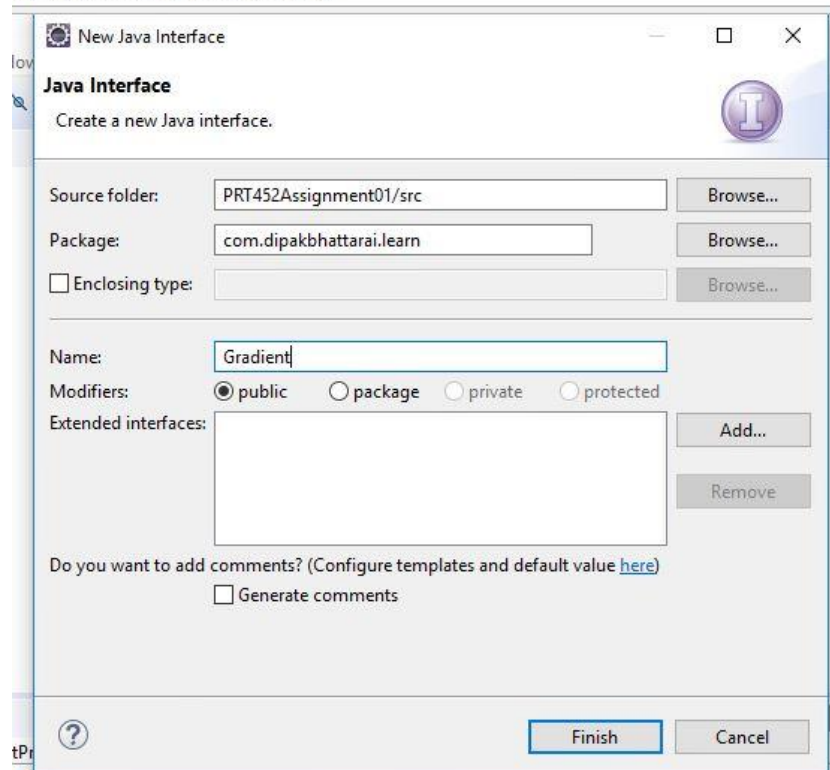 New Java Interface
Java Interface
Create a new Java interface.
Source folder: PRT452Assignment01/src Browse...
Package: com.dipakbhattarai.learn Browse...
Enclosing type: Browse...
Name: Gradient
Modifiers: public package private protected
Extended interfaces: Add...
Remove
Do you want to add comments? (Configure templates and default value here)
Generate comments
Finish Cancel